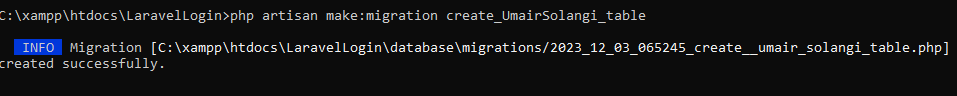 C:\xampp\htdocs\LaravelLogin>php artisan make:migration create_UmairSolangi_table
INFO Migration [C:\xampp\htdocs\LaravelLogin\database\migrations/2023_12_03_065245_create__umair_solangi_table.php]
created successfully.